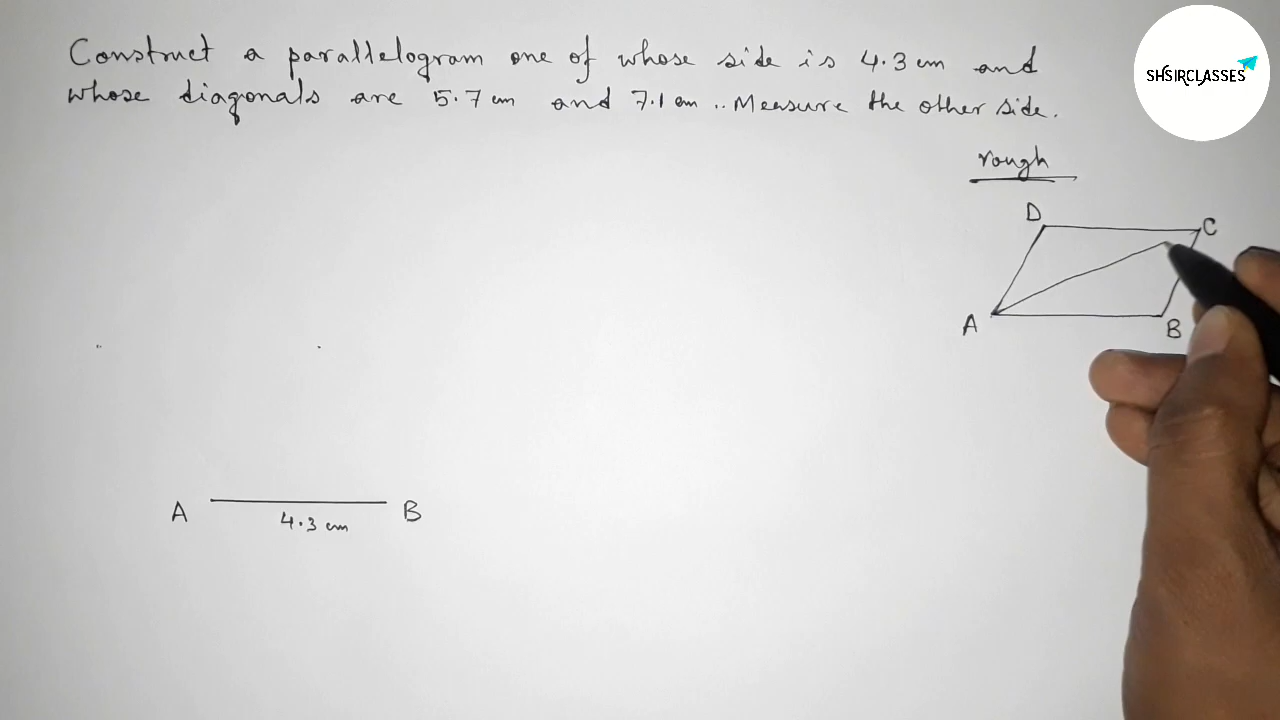 Construct a parallelogram one of whose side is 4.3 cm and
whose diagonals are 5.7 cm and 7.1 cm .. Measure the other side.
SHSIRCLASSES
rough
D
C
A
B
A
B
4.3 cm